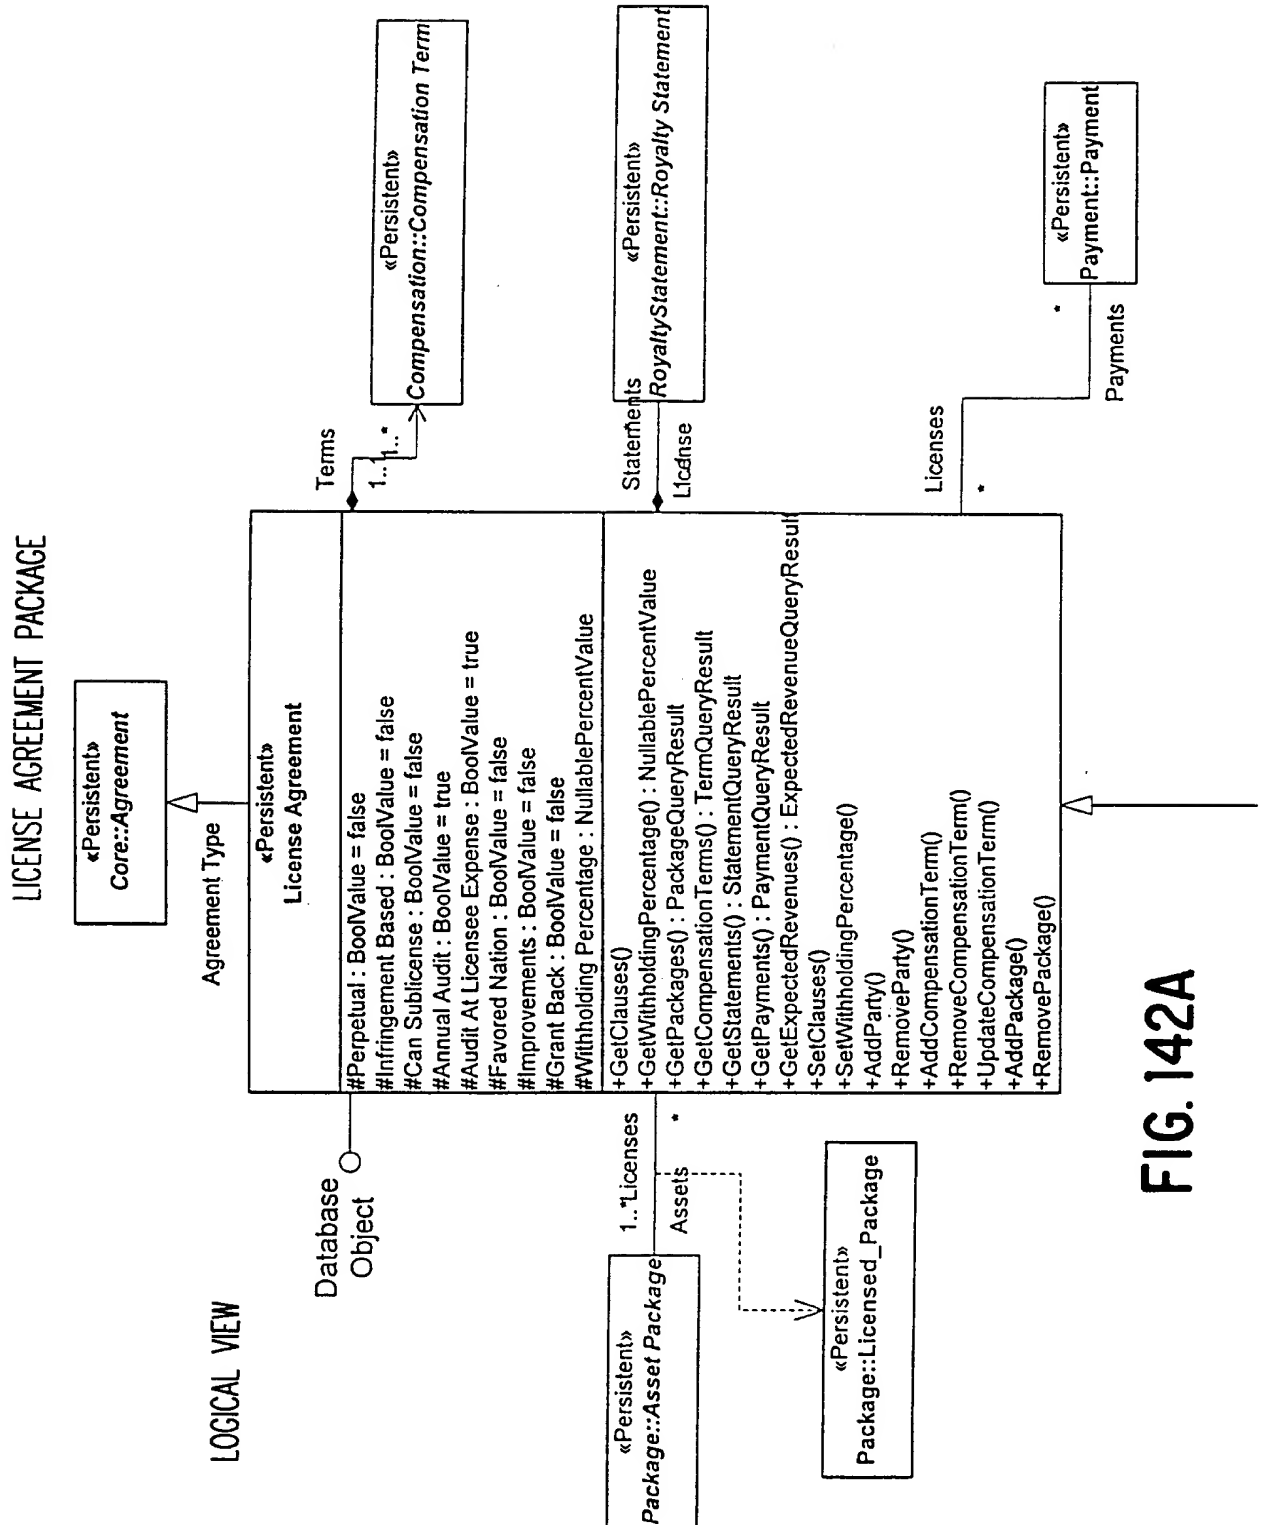 LICENSE AGREEMENT PACKAGE
LOGICAL VIEW
«Persistent»
Core::Agreement
Agreement Type
Database
Object
«Persistent»
License Agreement
#Perpetual : BoolValue = false
#Infringement Based : BoolValue = false
#Can Sublicense : BoolValue = false
#Annual Audit : BoolValue = true
#Audit At Licensee Expense : BoolValue = true
#Favored Nation : BoolValue = false
#Improvements : BoolValue = false
#Grant Back : BoolValue = false
#Withholding Percentage : NullablePercentValue
+GetClauses()
+GetWithholdingPercentage() : NullablePercentValue
+GetPackages() : PackageQueryResult
+GetCompensationTerms() : TermQueryResult
+GetStatements() : StatementQueryResult
+GetPayments() : PaymentQueryResult
+GetExpectedRevenues() : ExpectedRevenueQueryResult
+SetClauses()
+SetWithholdingPercentage()
+AddParty()
+RemoveParty()
+AddCompensationTerm()
+RemoveCompensationTerm()
+UpdateCompensationTerm()
+AddPackage()
+RemovePackage()
Terms
1..1
1..*
«Persistent»
Compensation::Compensation Term
Statements
License
«Persistent»
RoyaltyStatement::Royalty Statement
Licenses
*
*
Payments
«Persistent»
Payment::Payment
1..*Licenses
*
Assets
«Persistent»
Package::Asset Package
«Persistent»
Package::Licensed_Package
FIG. 142A